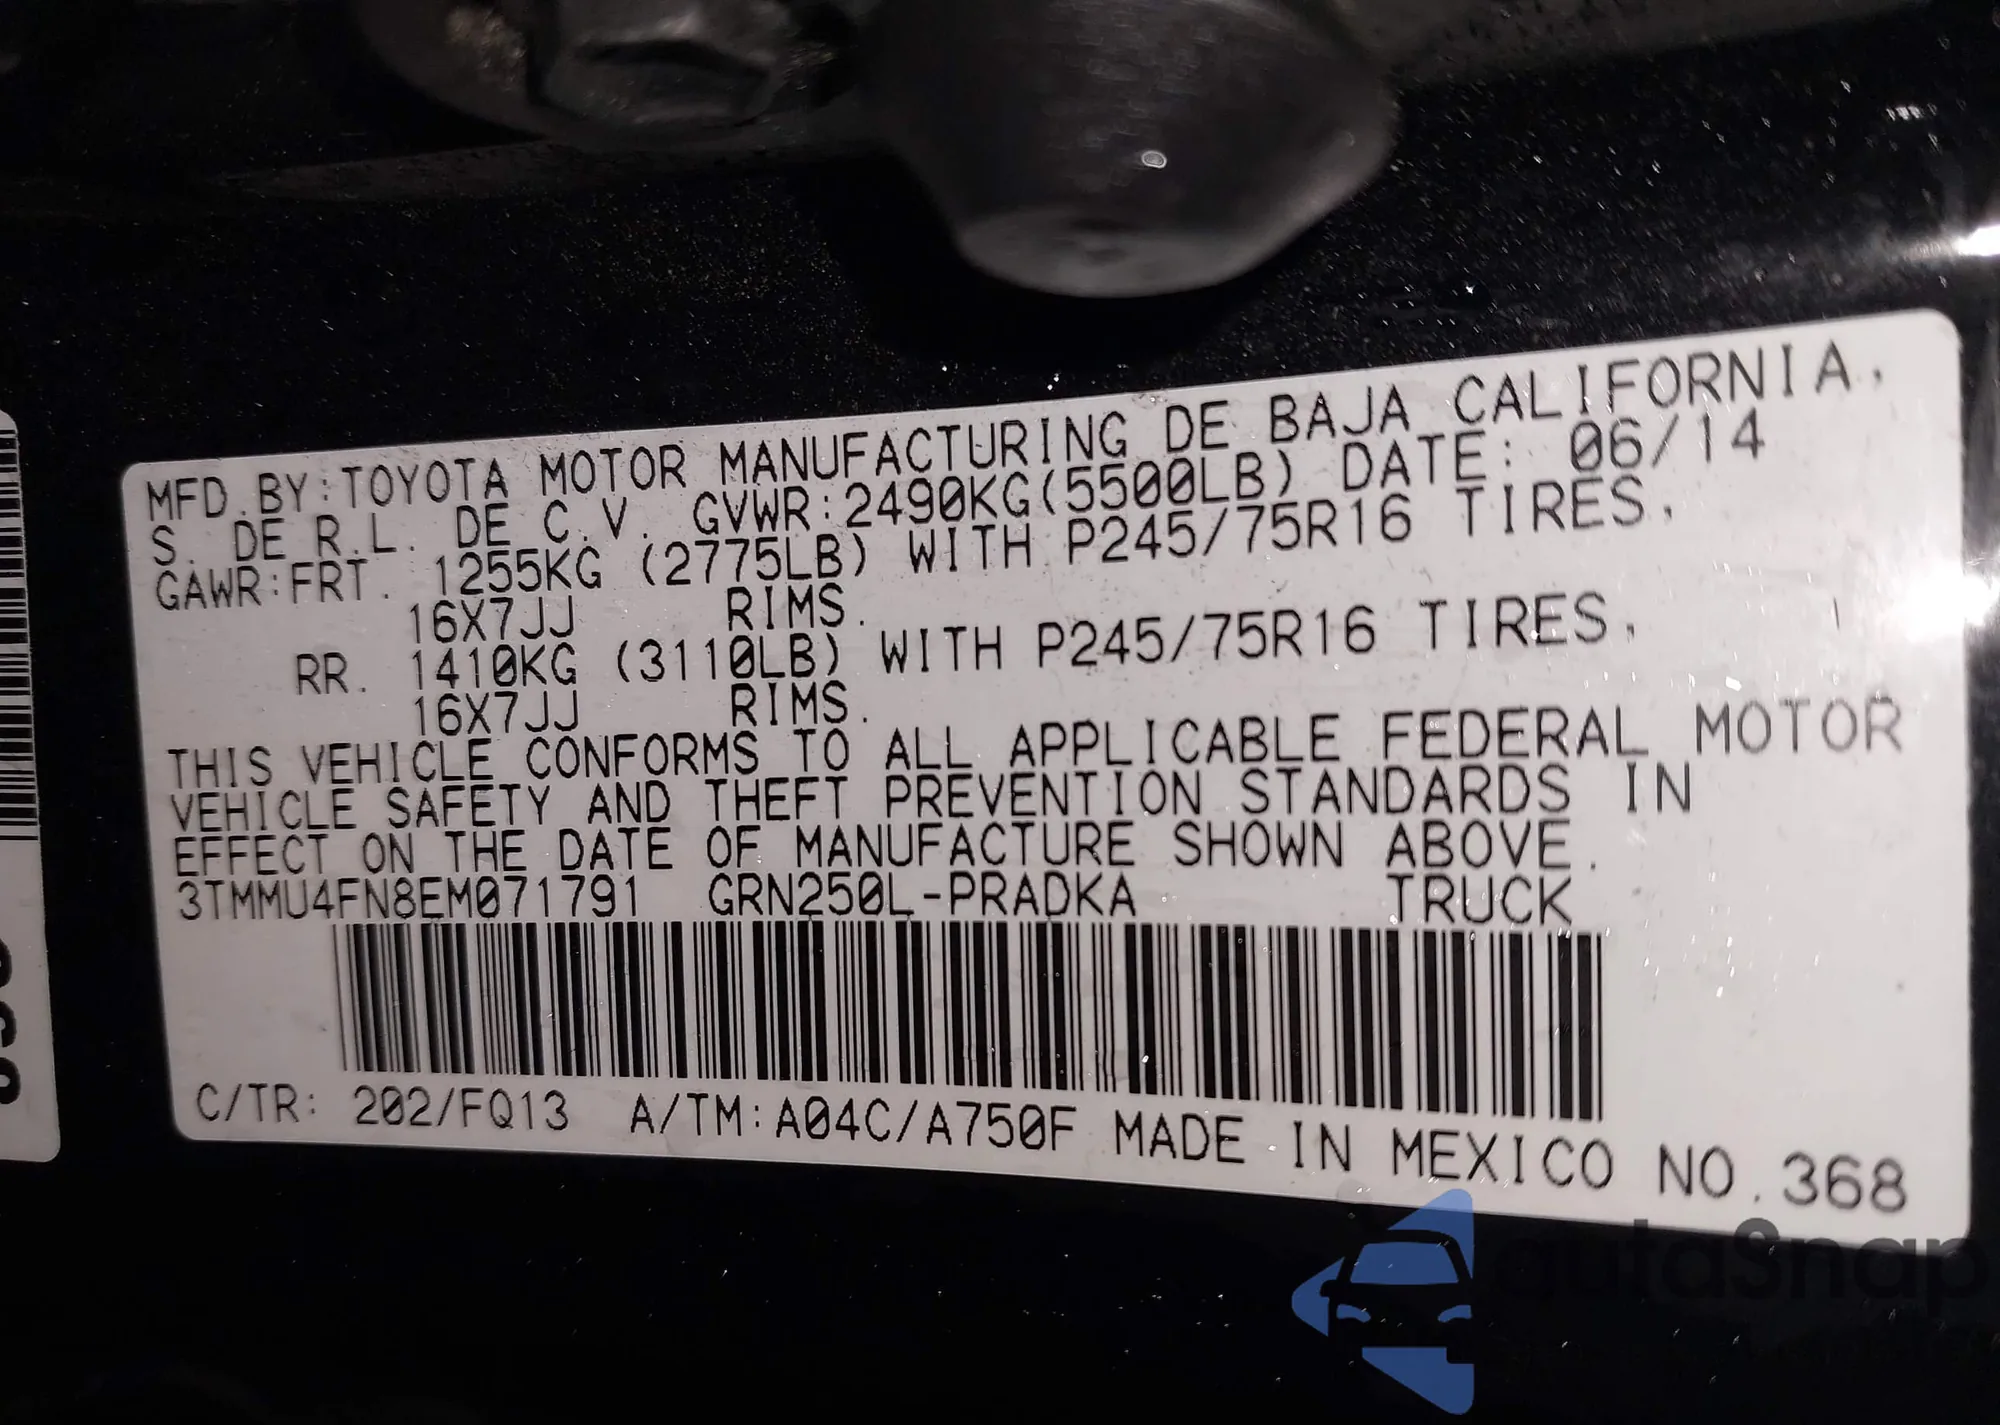 MFD.BY:TOYOTA MOTOR MANUFACTURING DE BAJA CALIFORNIA,
S. DE R.L. DE C.V. GVWR:2490KG(5500LB) DATE: 06/14
GAWR:FRT. 1255KG (2775LB) WITH P245/75R16 TIRES,
16X7JJ RIMS.
RR. 1410KG (3110LB) WITH P245/75R16 TIRES,
16X7JJ RIMS.
THIS VEHICLE CONFORMS TO ALL APPLICABLE FEDERAL MOTOR
VEHICLE SAFETY AND THEFT PREVENTION STANDARDS IN
EFFECT ON THE DATE OF MANUFACTURE SHOWN ABOVE.
3TMMU4FN8EM071791 GRN250L-PRADKA TRUCK
C/TR: 202/FQ13 A/TM:A04C/A750F MADE IN MEXICO NO.368
autoSnap